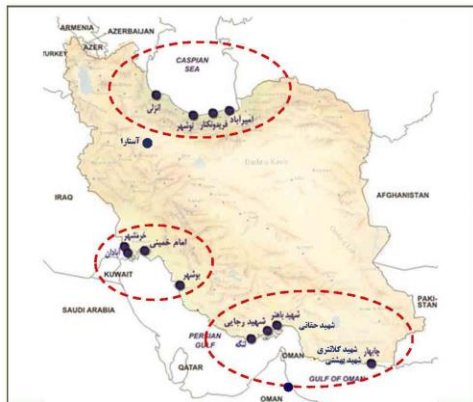 ARMENIA
AZERBAIJAN
TURKEY
AZER
CASPIAN
SEA
انزلی
نوشهر
فریدونکنار
امیرآباد
آستارا
IRAQ
AFGHANISTAN
خرمشهر
امام خمینی
آبادان
KUWAIT
بوشهر
SAUDI ARABIA
PAKI-
STAN
شهید باهنر
شهید حقانی
شهید رجایی
PERSIAN
GULF
لنگه
چابهار
شهید کلانتری
شهید بهشتی
OMAN
QATAR
GULF OF OMAN
OMAN